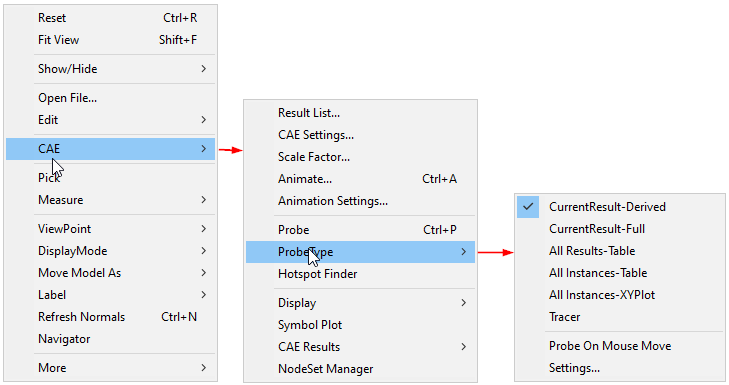 Reset Ctrl+R
Fit View Shift+F
Show/Hide
Open File...
Edit
CAE
Pick
Measure
ViewPoint
DisplayMode
Move Model As
Label
Refresh Normals Ctrl+N
Navigator
More
Result List...
CAE Settings...
Scale Factor...
Animate... Ctrl+A
Animation Settings...
Probe Ctrl+P
ProbeType
Hotspot Finder
Display
Symbol Plot
CAE Results
NodeSet Manager
CurrentResult-Derived
CurrentResult-Full
All Results-Table
All Instances-Table
All Instances-XYPlot
Tracer
Probe On Mouse Move
Settings...